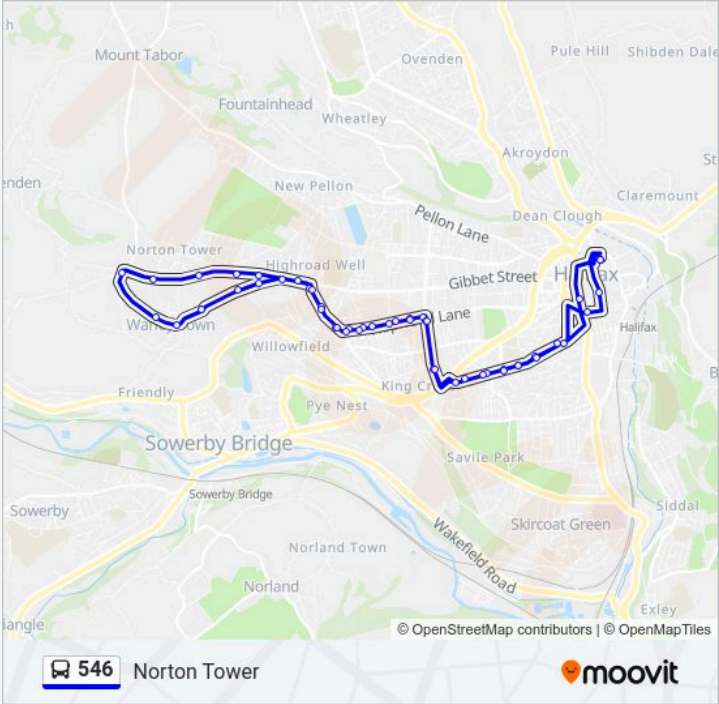 Mount Tabor
Ovenden
Pule Hill
Shibden Dale
Fountainhead
Wheatley
Akroydon
St
enden
New Pellon
Claremount
Pellon Lane
Dean Clough
Norton Tower
Highroad Well
Gibbet Street
Lane
Halifax
Willowfield
Friendly
King Cr
Pye Nest
B
Sowerby Bridge
Savile Park
Sowerby Bridge
Siddal
Sowerby
Skircoat Green
Wakefield Road
Norland Town
Norland
Exley
iangle
© OpenStreetMap contributors | © OpenMapTiles
546 Norton Tower
moovit